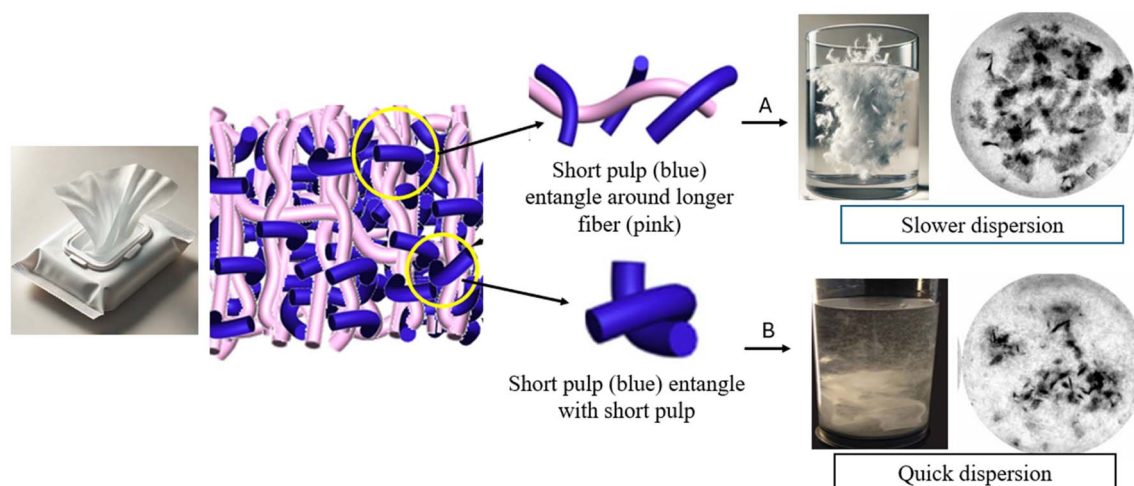 Short pulp (blue)
entangle around longer
fiber (pink)
A
Slower dispersion
Short pulp (blue) entangle
with short pulp
B
Quick dispersion